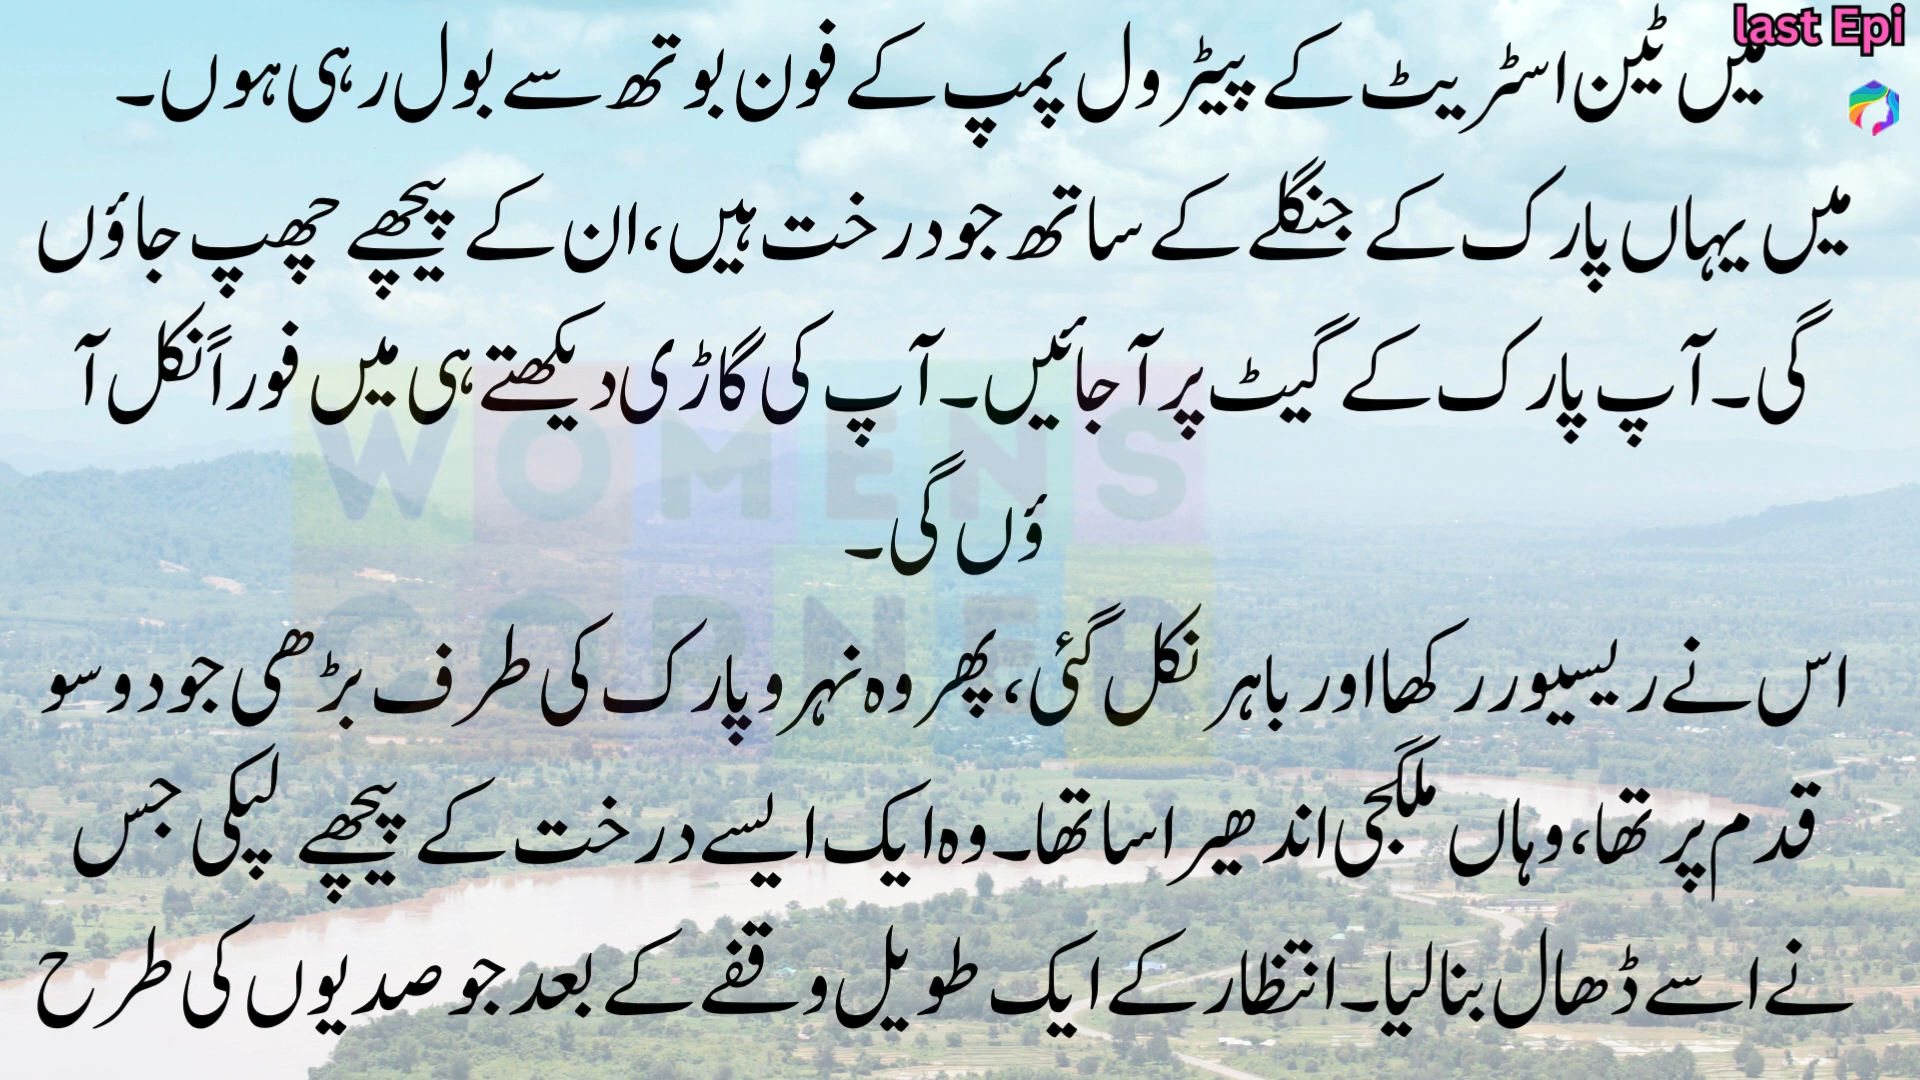 last Epi
میں ٹین اسٹریٹ کے پیٹرول پمپ کے فون بوتھ سے بول رہی ہوں۔
میں یہاں پارک کے جنگلے کے ساتھ جو درخت ہیں، ان کے پیچھے چھپ جاؤں
گی۔ آپ پارک کے گیٹ پر آجائیں۔ آپ کی گاڑی دیکھتے ہی میں فوراً نکل آ
ؤں گی۔
اس نے ریسیور رکھا اور باہر نکل گئی، پھر وہ نہرو پارک کی طرف بڑھی جو دو سو
قدم پر تھا، وہاں ملگجی اندھیرا سا تھا۔ وہ ایک ایسے درخت کے پیچھے لپکی جس
نے اسے ڈھال بنا لیا۔ انتظار کے ایک طویل وقفے کے بعد جو صدیوں کی طرح
WOMENS
CORNER